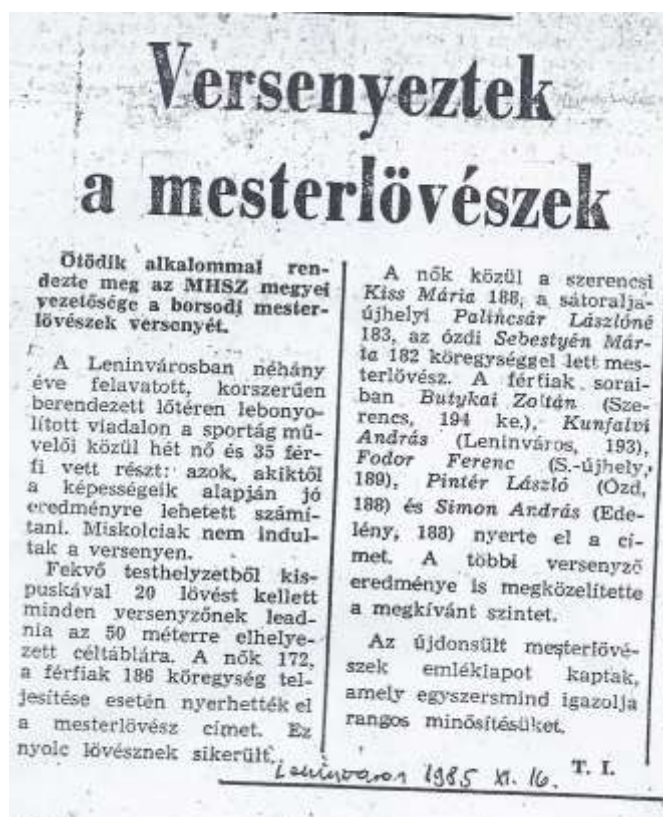 Versenyeztek
a mesterlövészek
Ötödik alkalommal ren-
dezte meg az MHSZ megyei
vezetősége a borsodi mester-
lövészek versenyét.
A Leninvárosban néhány
éve felavatott, korszerűen
berendezett lőtéren lebonyo-
lított viadalon a sportág mű-
velői közül hét nő és 35 fér-
fi vett részt: azok, akiktől
a képességeik alapján jó
eredményre lehetett számí-
tani. Miskolciak nem indul-
tak a versenyen.
Fekvő testhelyzetből kis-
puskával 20 lövést kellett
minden versenyzőnek lead-
nia az 50 méterre elhelye-
zett céltáblára. A nők 172,
a férfiak 186 köregység tel-
jesítése esetén nyerhették el
a mesterlövész címet. Ez
nyolc lövésznek sikerült.
A nők közül a szerencsi
Kiss Mária 188, a sátoralja-
újhelyi Palincsár Lászlóné
183, az ózdi Sebestyén Már-
ta 182 köregységgel lett mes-
terlövész. A férfiak sorai-
ban Butykai Zoltán (Sze-
rencs, 194 ke.), Kunfalvi
András (Leninváros, 193),
Fodor Ferenc (S.-újhely,
189), Pintér László (Ózd,
188) és Simon András (Ede-
lény, 188) nyerte el a cí-
met. A többi versenyző
eredménye is megközelítette
a megkívánt szintet.
Az újdonsült mesterlövé-
szek emléklapot kaptak,
amely egyszersmind igazolja
rangos minősítésüket.
T. I.
Leninváros 1985 XI. 16.